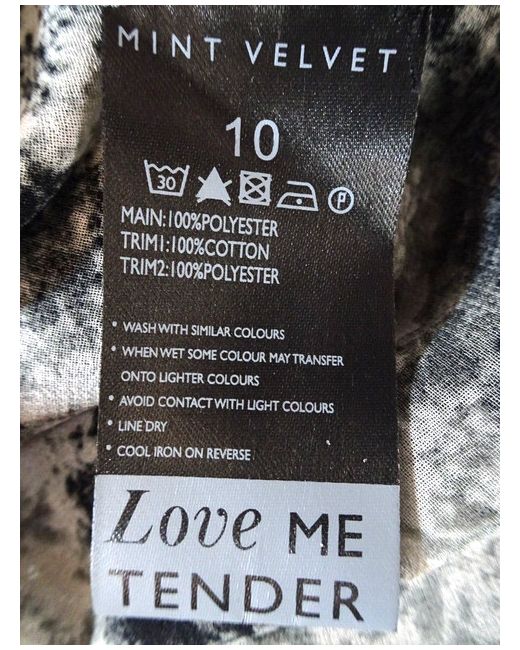 MINT VELVET
10
30 P
MAIN:100%POLYESTER
TRIM1:100%COTTON
TRIM2:100%POLYESTER
• WASH WITH SIMILAR COLOURS
• WHEN WET SOME COLOUR MAY TRANSFER
ONTO LIGHTER COLOURS
• AVOID CONTACT WITH LIGHT COLOURS
• LINE DRY
• COOL IRON ON REVERSE
Love ME
TENDER